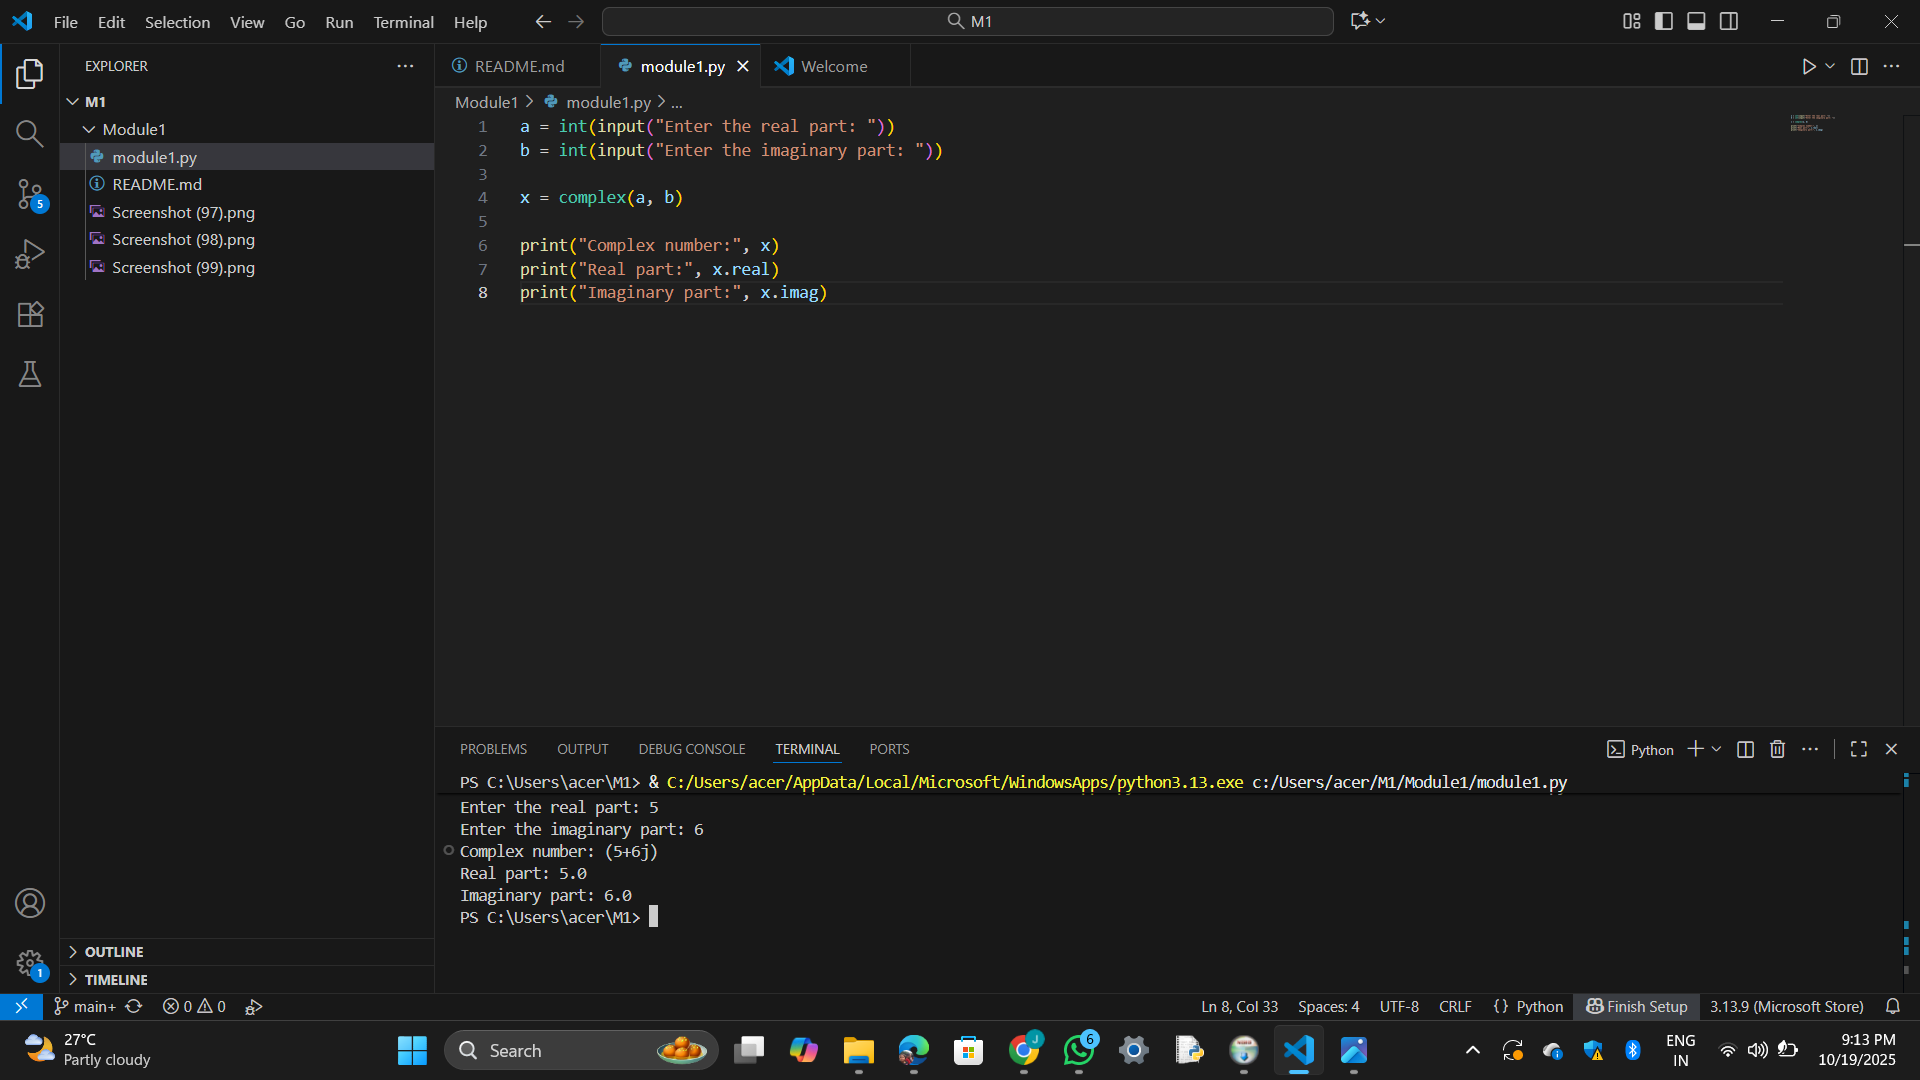 File Edit Selection View Go Run Terminal Help
M1
EXPLORER
M1
Module1
module1.py
README.md
Screenshot (97).png
Screenshot (98).png
Screenshot (99).png
5
OUTLINE
TIMELINE
1
README.md
module1.py
Welcome
Module1 > module1.py > ...
1 a = int(input("Enter the real part: "))
2 b = int(input("Enter the imaginary part: "))
3
4 x = complex(a, b)
5
6 print("Complex number:", x)
7 print("Real part:", x.real)
8 print("Imaginary part:", x.imag)
PROBLEMS OUTPUT DEBUG CONSOLE TERMINAL PORTS
Python
PS C:\Users\acer\M1> & C:/Users/acer/AppData/Local/Microsoft/WindowsApps/python3.13.exe c:/Users/acer/M1/Module1/module1.py
Enter the real part: 5
Enter the imaginary part: 6
Complex number: (5+6j)
Real part: 5.0
Imaginary part: 6.0
PS C:\Users\acer\M1>
main+ 0 0
Ln 8, Col 33 Spaces: 4 UTF-8 CRLF {} Python Finish Setup 3.13.9 (Microsoft Store)
27°C
Partly cloudy
Search
J
6
ENG
IN
9:13 PM
10/19/2025